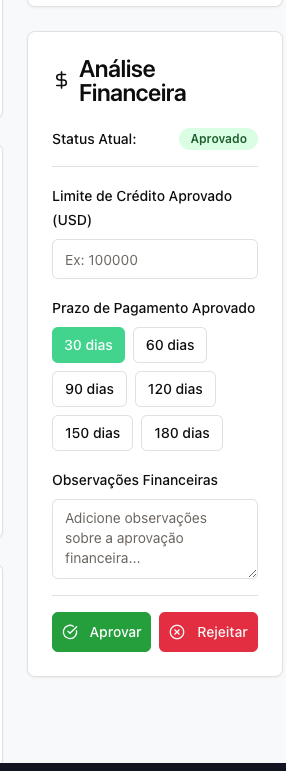 Análise
Financeira
Status Atual: Aprovado
Limite de Crédito Aprovado
(USD)
Ex: 100000
Prazo de Pagamento Aprovado
30 dias 60 dias
90 dias 120 dias
150 dias 180 dias
Observações Financeiras
Adicione observações
sobre a aprovação
financeira...
Aprovar Rejeitar